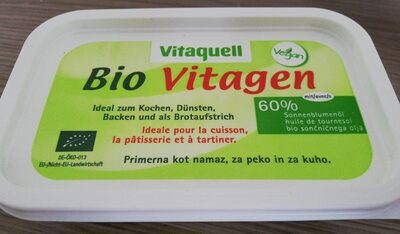 Vitaquell
Vegan
Bio Vitagen
Ideal zum Kochen, Dünsten,
Backen und als Brotaufstrich
Ideale pour la cuisson,
la pâtisserie et à tartiner.
mit/avec/s
60%
Sonnenblumenöl
huile de tournesol
bio sončničnega olja
DE-ÖKO-013
EU-/Nicht-EU-Landwirtschaft
Primerna kot namaz, za peko in za kuho.